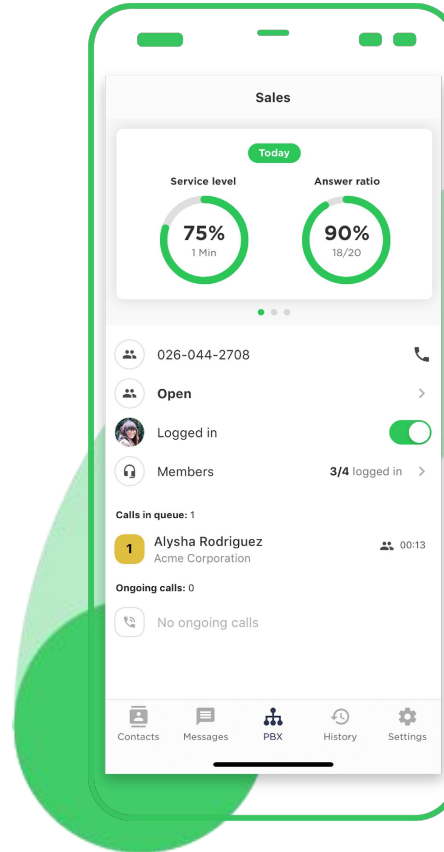 Sales
Today
Service level
Answer ratio
75%
1 Min
90%
18/20
026-044-2708
Open
Logged in
Members 3/4 logged in
Calls in queue: 1
1 Alysha Rodriguez 00:13
Acme Corporation
Ongoing calls: 0
No ongoing calls
Contacts Messages PBX History Settings